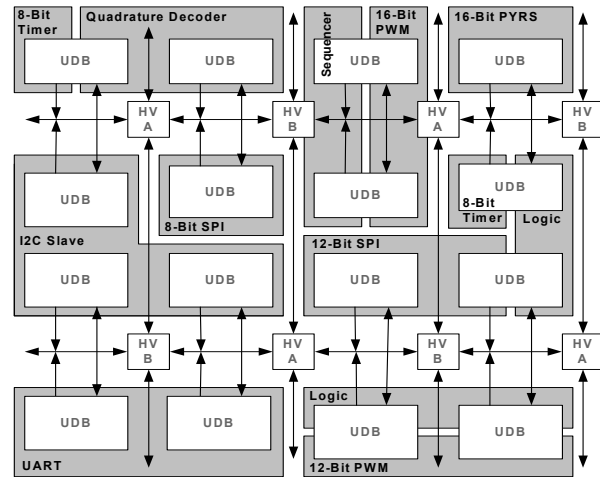 8-Bit
Timer
Quadrature Decoder
Sequencer
16-Bit
PWM
16-Bit PYRS
UDB
UDB
UDB
UDB
HV
A
HV
B
HV
A
HV
B
UDB
UDB
UDB
UDB
8-Bit SPI
8-Bit
Timer
Logic
I2C Slave
12-Bit SPI
UDB
UDB
UDB
UDB
HV
B
HV
A
HV
B
HV
A
Logic
UDB
UDB
UDB
UDB
UART
12-Bit PWM